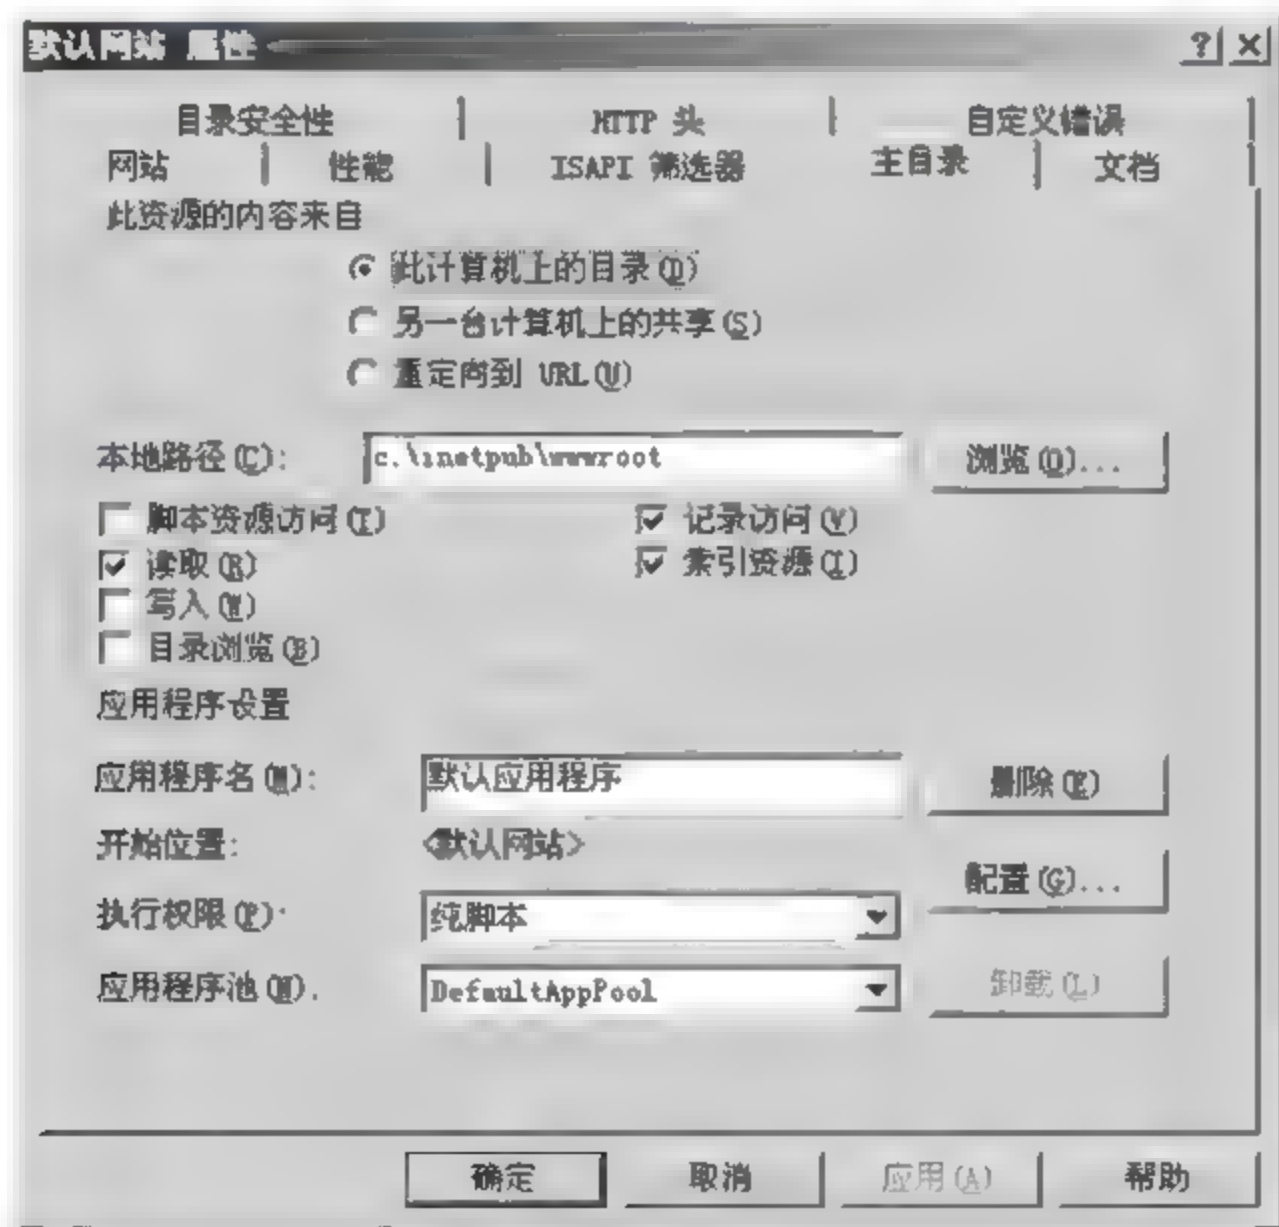 默认网站 属性 ? ×
目录安全性 HTTP 头 自定义错误
网站 性能 ISAPI 筛选器 主目录 文档
此资源的内容来自
此计算机上的目录(D)
另一台计算机上的共享(S)
重定向到 URL(U)
本地路径(C): c:\inetpub\wwwroot 浏览(O)...
脚本资源访问(T) 记录访问(V)
读取(R) 索引资源(I)
写入(W)
目录浏览(B)
应用程序设置
应用程序名(M): 默认应用程序 删除(E)
开始位置: <默认网站>
配置(G)...
执行权限(P): 纯脚本
应用程序池(N): DefaultAppPool 卸载(L)
确定 取消 应用(A) 帮助